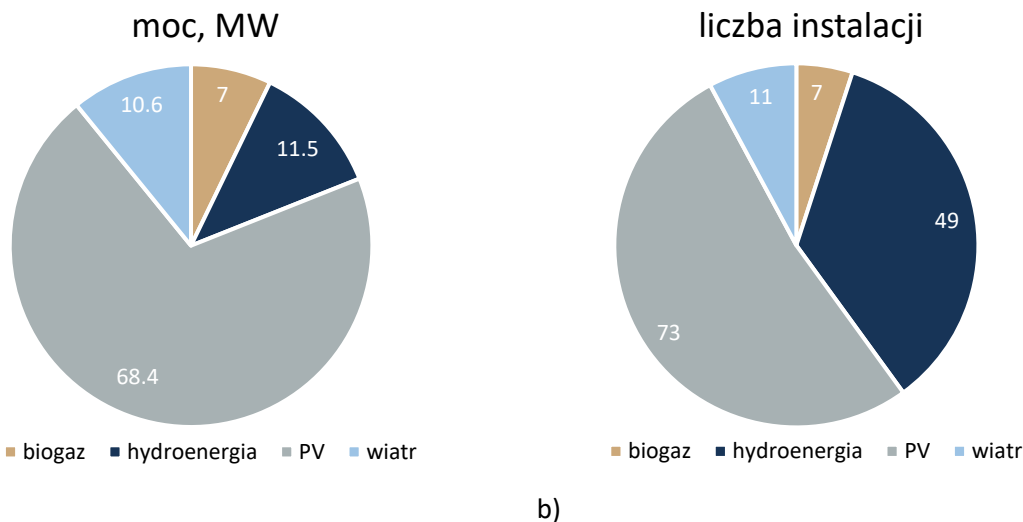 moc, MW
10.6
7
11.5
68.4
biogaz hydroenergia PV wiatr
liczba instalacji
11
7
49
73
biogaz hydroenergia PV wiatr
b)